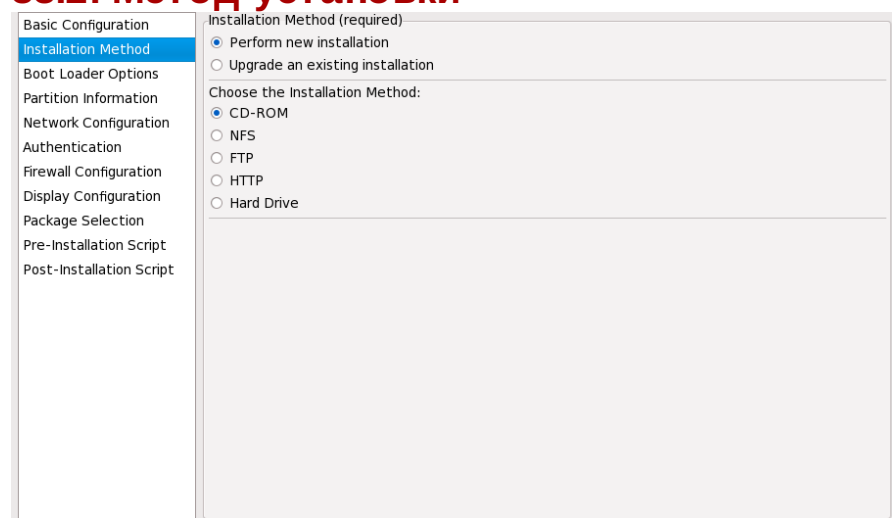 Метод установки
Basic Configuration
Installation Method
Boot Loader Options
Partition Information
Network Configuration
Authentication
Firewall Configuration
Display Configuration
Package Selection
Pre-Installation Script
Post-Installation Script
Installation Method (required)
Perform new installation
Upgrade an existing installation
Choose the Installation Method:
CD-ROM
NFS
FTP
HTTP
Hard Drive